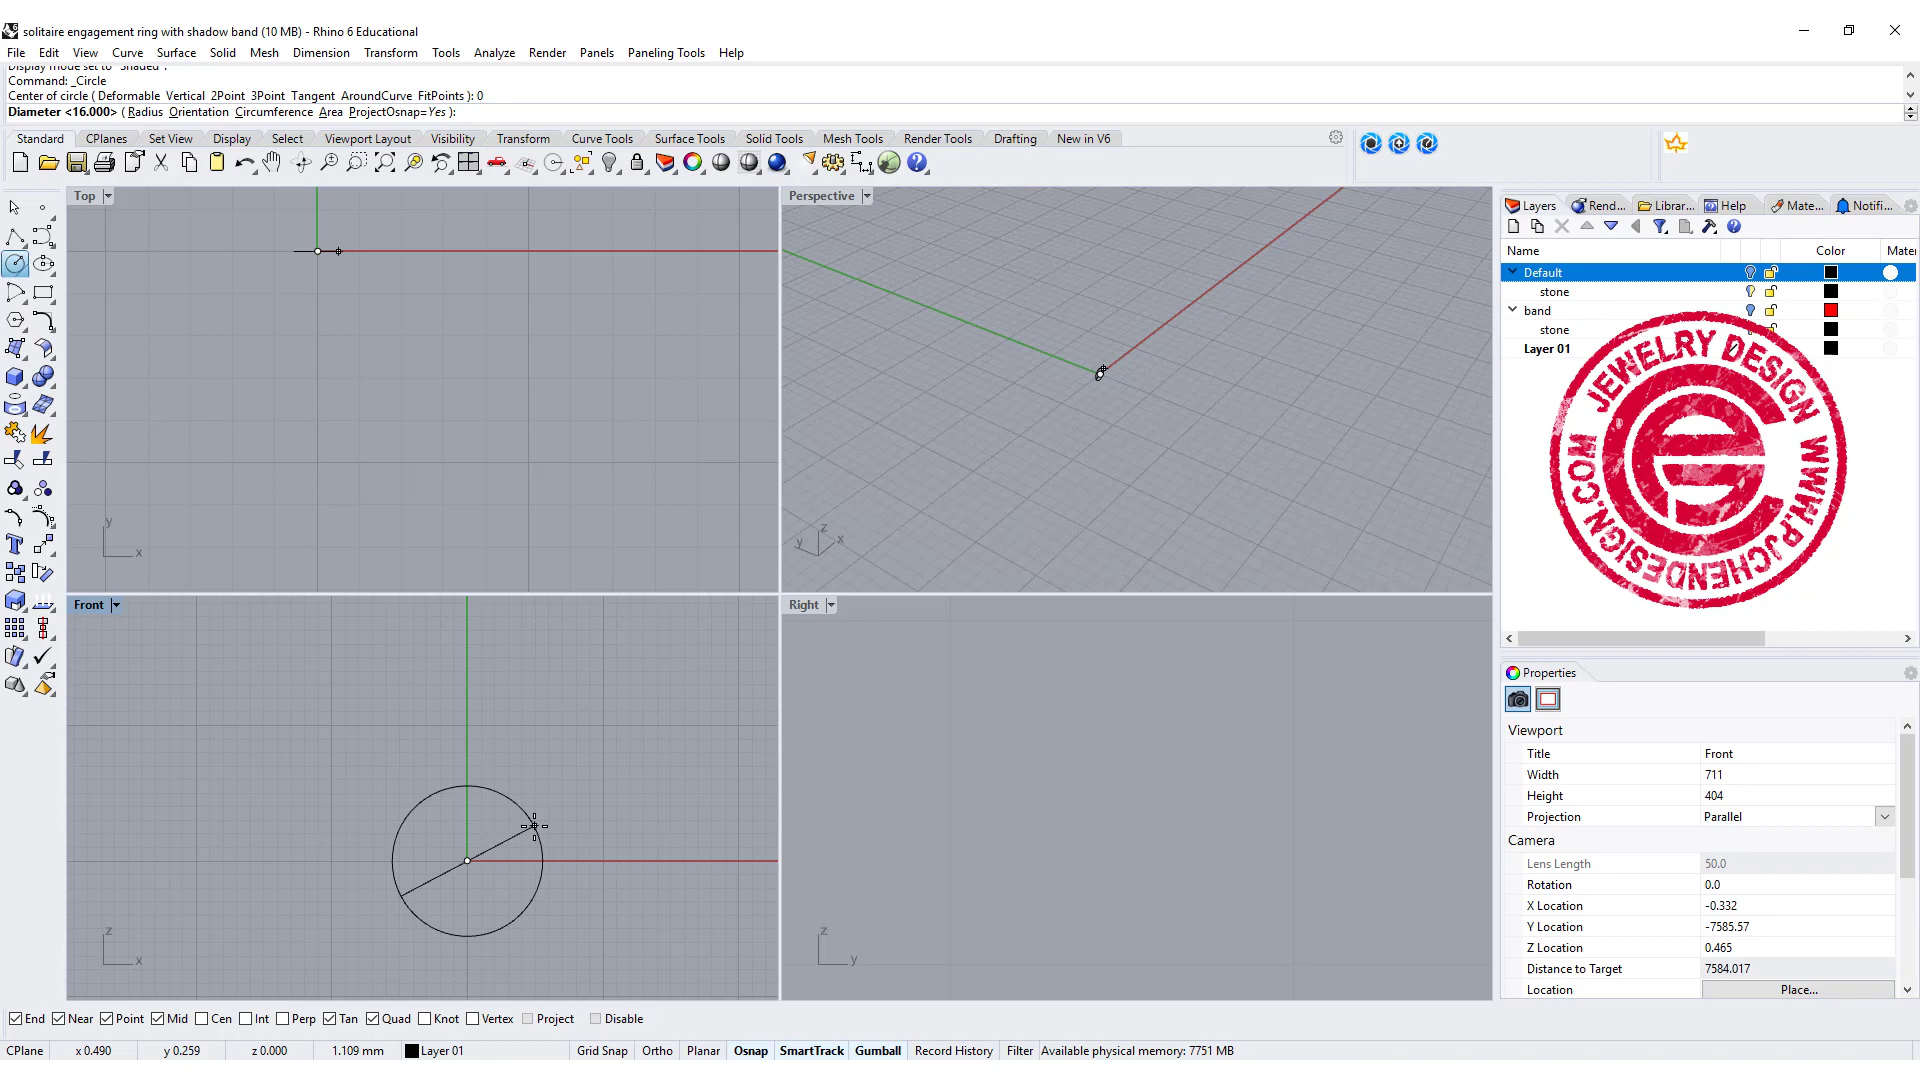 solitaire engagement ring with shadow band (10 MB) - Rhino 6 Educational
File Edit View Curve Surface Solid Mesh Dimension Transform Tools Analyze Render Panels Paneling Tools Help
Display mode set to "Shaded".
Command: _Circle
Center of circle ( Deformable Vertical 2Point 3Point Tangent AroundCurve FitPoints ): 0
Diameter <16.000> ( Radius Orientation Circumference Area ProjectOsnap=Yes ):
Standard CPlanes Set View Display Select Viewport Layout Visibility Transform Curve Tools Surface Tools Solid Tools Mesh Tools Render Tools Drafting New in V6
Top
y
x
Perspective
z
y x
Front
z
x
Right
z
y
Layers Rend... Librar... Help Mate... Notifi...
Name Color Mater
Default
stone
band
stone
Layer 01
JEWELRY DESIGN WWW.PJCHENDESIGN.COM
Properties
Viewport
Title Front
Width 711
Height 404
Projection Parallel
Camera
Lens Length 50.0
Rotation 0.0
X Location -0.332
Y Location -7585.57
Z Location 0.465
Distance to Target 7584.017
Location Place...
End Near Point Mid Cen Int Perp Tan Quad Knot Vertex Project Disable
CPlane x 0.490 y 0.259 z 0.000 1.109 mm Layer 01 Grid Snap Ortho Planar Osnap SmartTrack Gumball Record History Filter Available physical memory: 7751 MB